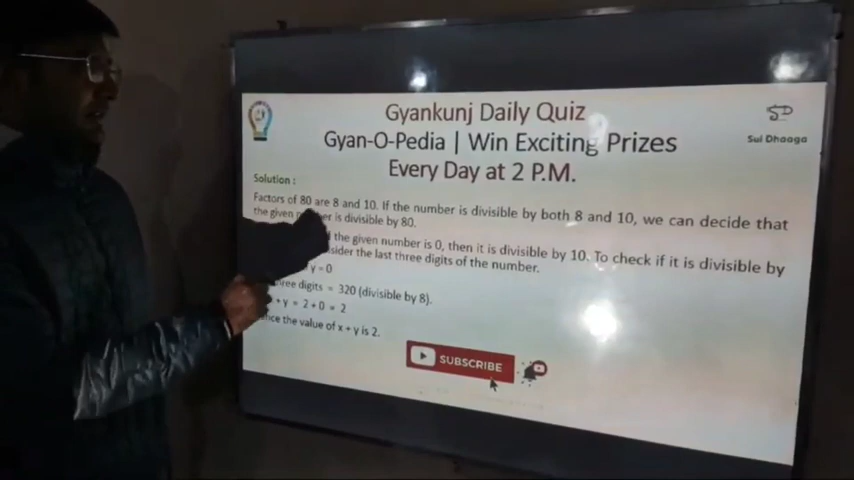 Gyankunj Daily Quiz
Gyan-O-Pedia | Win Exciting Prizes
Every Day at 2 P.M.
Sui Dhaaga
Solution :
Factors of 80 are 8 and 10. If the number is divisible by both 8 and 10, we can decide that
the given is divisible by 80.
the given number is 0, then it is divisible by 10. To check if it is divisible by
the last three digits of the number.
y = 0
digits = 320 (divisible by 8).
+ y = 2 + 0 = 2
the value of x + y is 2.
SUBSCRIBE